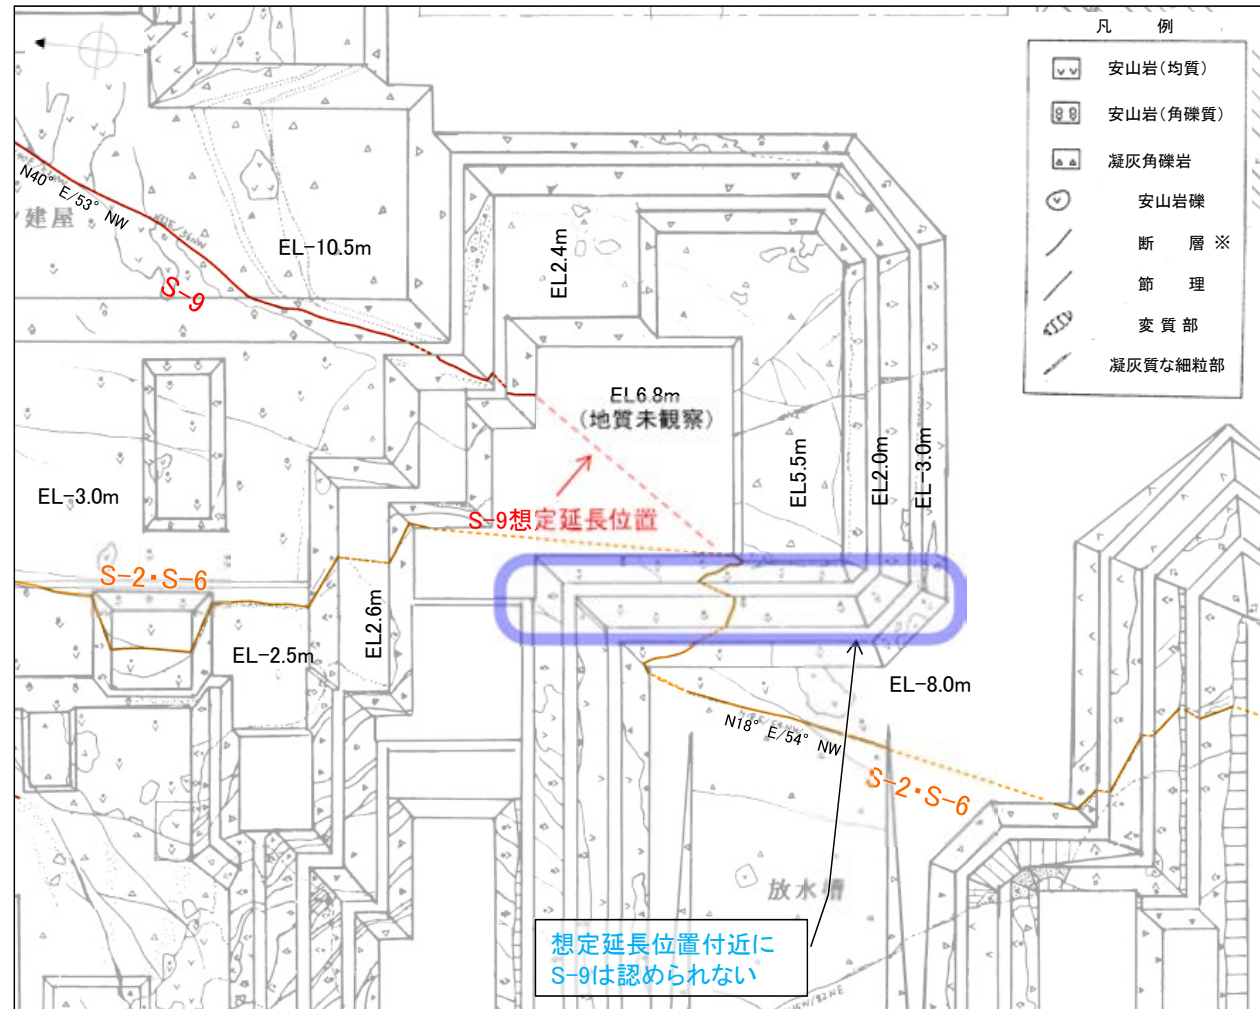 凡 例
安山岩(均質)
安山岩(角礫質)
凝灰角礫岩
安山岩礫
断 層 ※
節 理
変 質 部
凝灰質な細粒部
N40° E/53° NW
建屋
S-9
EL-10.5m
EL2.4m
EL6.8m
(地質未観察)
EL5.5m
EL2.0m
EL-3.0m
EL-3.0m
S-9想定延長位置
S-2・S-6
EL-2.5m
EL2.6m
EL-8.0m
N18° E/54° NW
S-2・S-6
放水槽
想定延長位置付近に
S-9は認められない